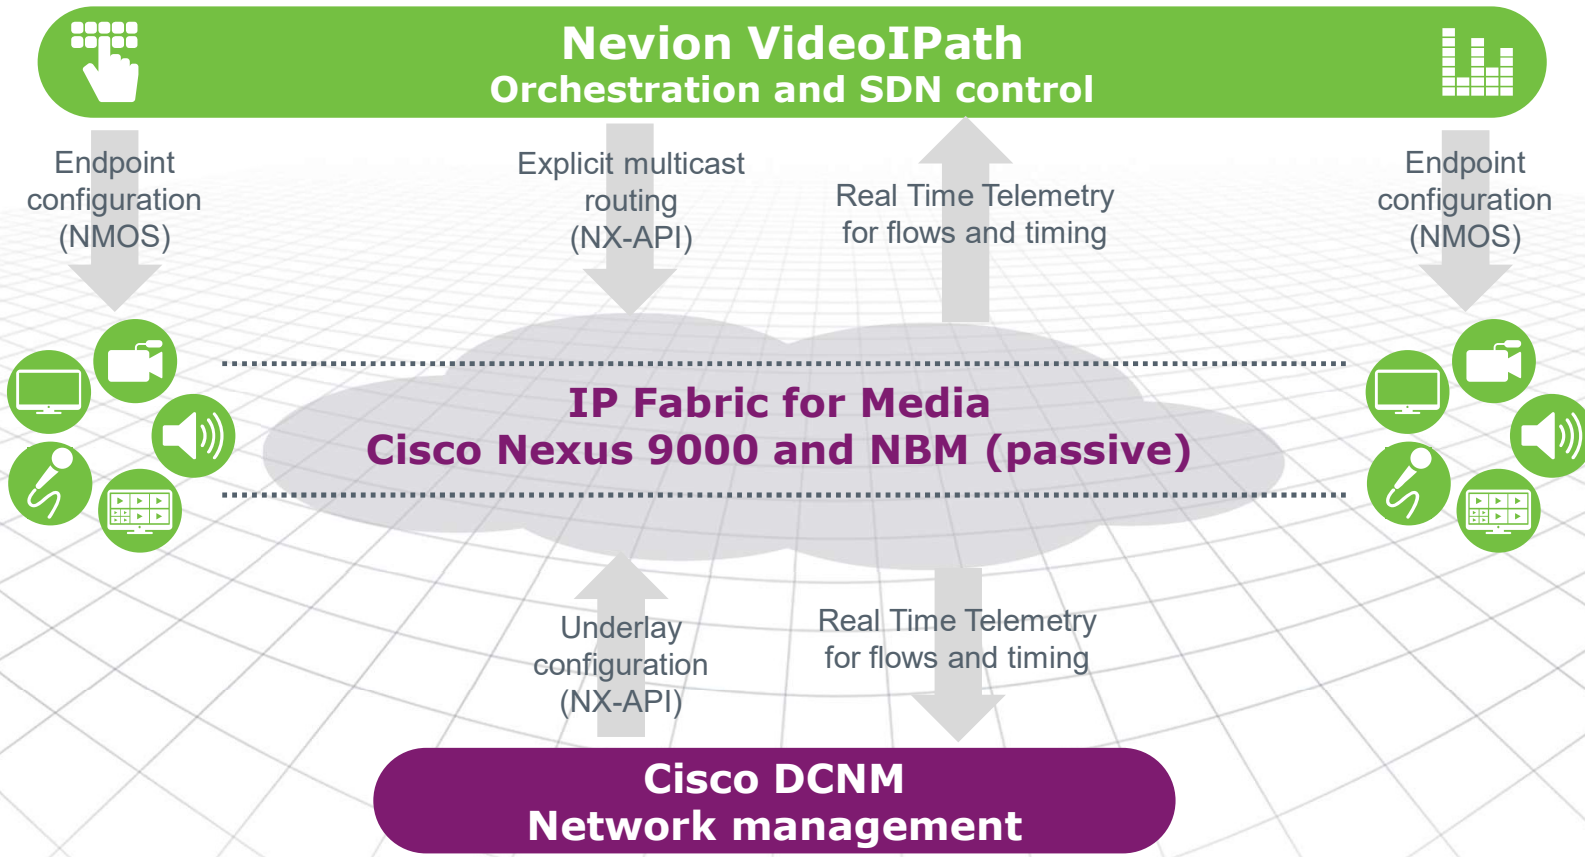 Nevion VideoIPath
Orchestration and SDN control
Endpoint
configuration
(NMOS)
Explicit multicast
routing
(NX-API)
Real Time Telemetry
for flows and timing
Endpoint
configuration
(NMOS)
IP Fabric for Media
Cisco Nexus 9000 and NBM (passive)
Underlay
configuration
(NX-API)
Real Time Telemetry
for flows and timing
Cisco DCNM
Network management